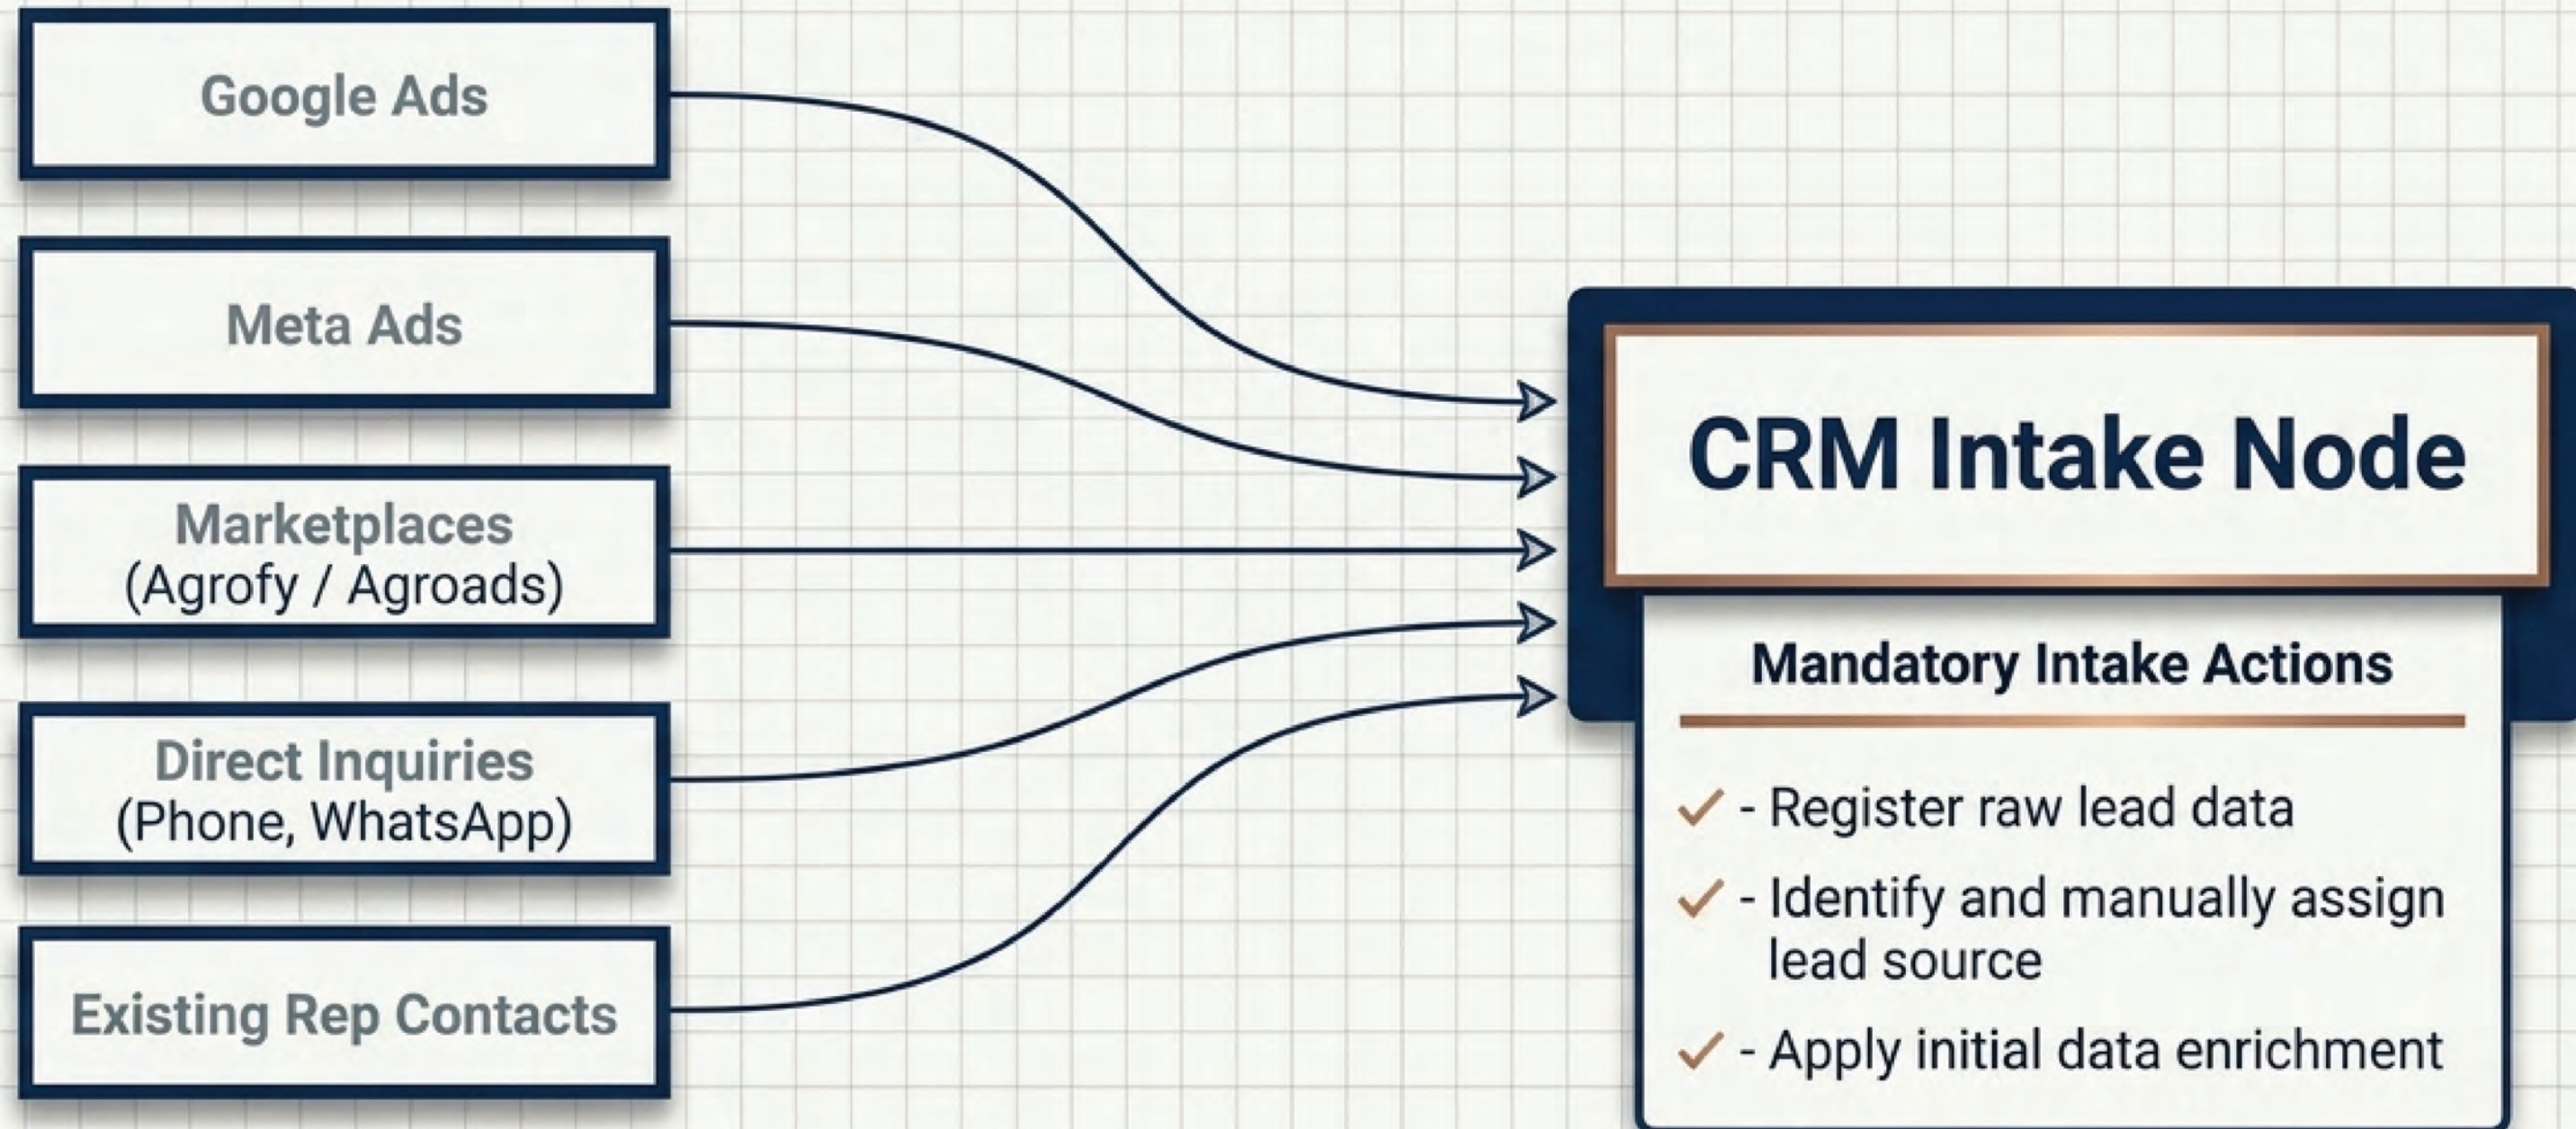 Google Ads
Meta Ads
Marketplaces
(Agrofy / Agroads)
Direct Inquiries
(Phone, WhatsApp)
Existing Rep Contacts
CRM Intake Node
Mandatory Intake Actions
- Register raw lead data
- Identify and manually assign
lead source
- Apply initial data enrichment